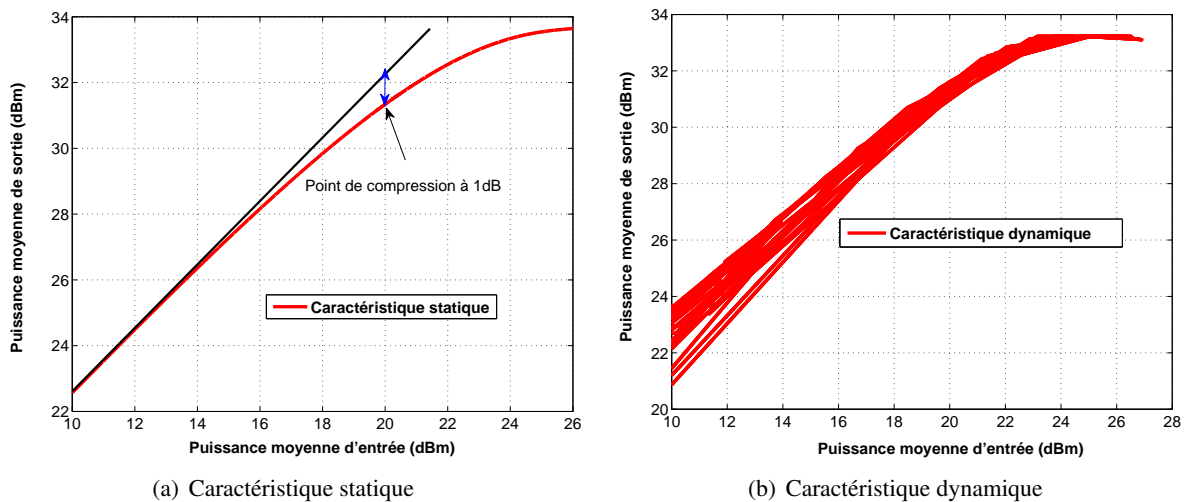 34
32
30
28
26
24
22
10 12 14 16 18 20 22 24 26
Puissance moyenne de sortie (dBm)
Puissance moyenne d'entrée (dBm)
Point de compression à 1dB
Caractéristique statique
(a) Caractéristique statique
34
32
30
28
26
24
22
20
10 12 14 16 18 20 22 24 26 28
Puissance moyenne de sortie (dBm)
Puissance moyenne d'entrée (dBm)
Caractéristique dynamique
(b) Caractéristique dynamique